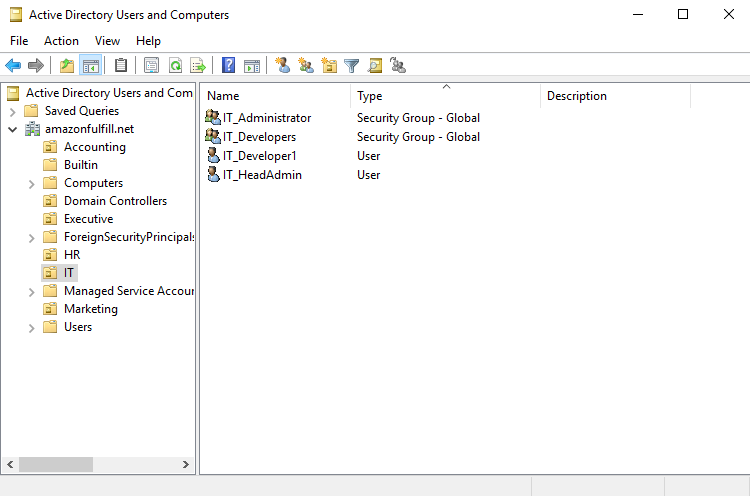 Active Directory Users and Computers
File Action View Help
Active Directory Users and Com
Saved Queries
amazonfulfill.net
Accounting
Builtin
Computers
Domain Controllers
Executive
ForeignSecurityPrincipals
HR
IT
Managed Service Accour
Marketing
Users
Name Type Description
IT_Administrator Security Group - Global
IT_Developers Security Group - Global
IT_Developer1 User
IT_HeadAdmin User